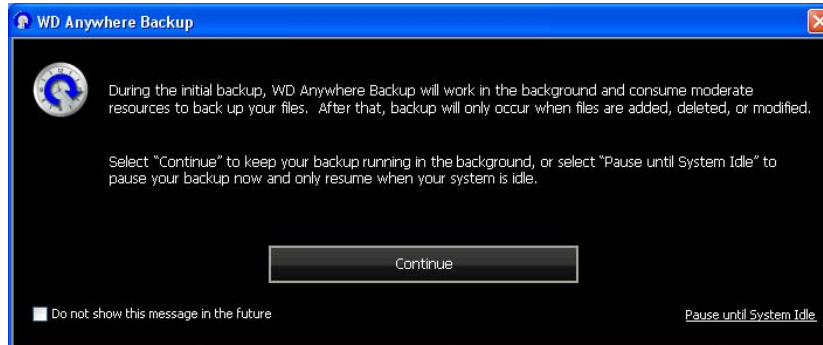 WD Anywhere Backup
During the initial backup, WD Anywhere Backup will work in the background and consume moderate
resources to back up your files. After that, backup will only occur when files are added, deleted, or modified.
Select "Continue" to keep your backup running in the background, or select "Pause until System Idle" to
pause your backup now and only resume when your system is idle.
Continue
Do not show this message in the future
Pause until System Idle